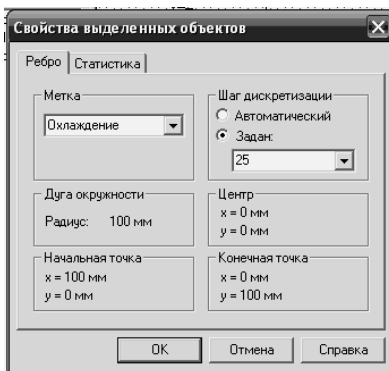 Свойства выделенных объектов
Ребро Статистика
Метка
Охлаждение
Шаг дискретизации
Автоматический
Задан:
25
Дуга окружности
Радиус: 100 мм
Центр
x = 0 мм
y = 0 мм
Начальная точка
x = 100 мм
y = 0 мм
Конечная точка
x = 0 мм
y = 100 мм
OK Отмена Справка